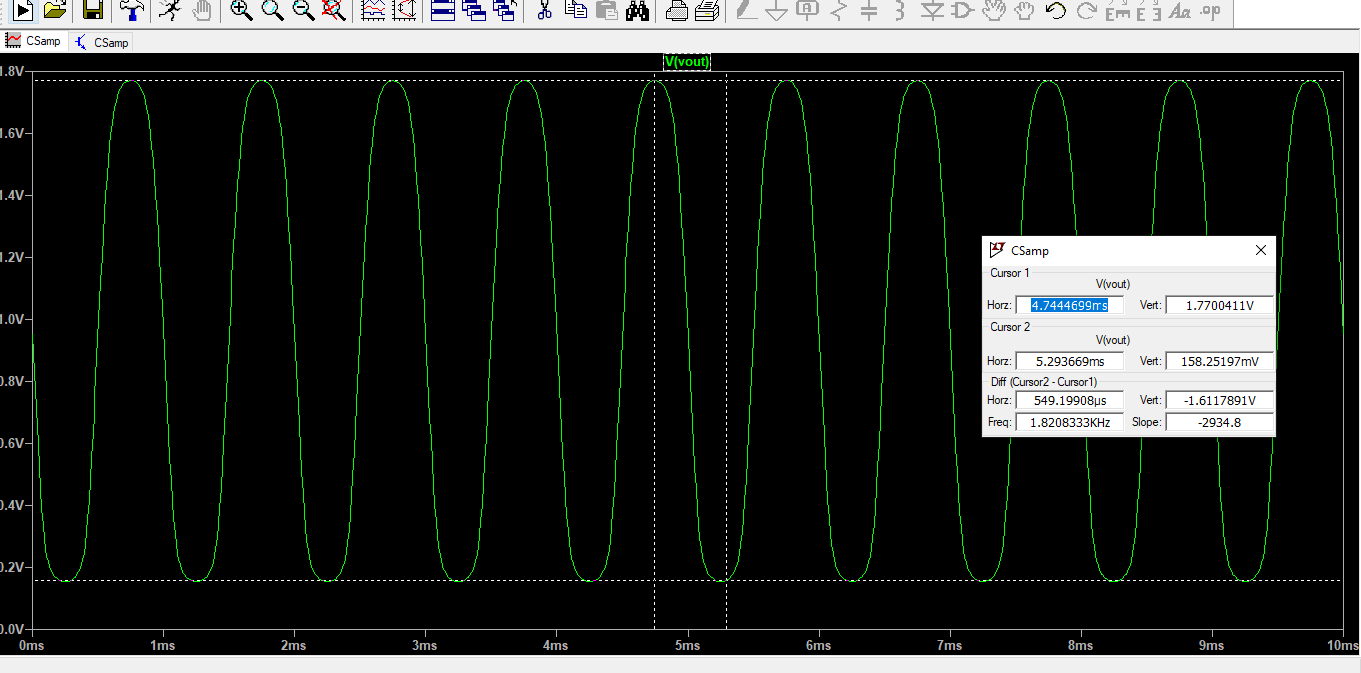 Aa .op
CSamp CSamp
V(vout)
1.8V
1.6V
1.4V
1.2V
1.0V
0.8V
0.6V
0.4V
0.2V
0.0V
0ms 1ms 2ms 3ms 4ms 5ms 6ms 7ms 8ms 9ms 10ms
CSamp
Cursor 1
V(vout)
Horz: 4.7444699ms Vert: 1.7700411V
Cursor 2
V(vout)
Horz: 5.293669ms Vert: 158.25197mV
Diff (Cursor2 - Cursor1)
Horz: 549.19908µs Vert: -1.6117891V
Freq: 1.8208333KHz Slope: -2934.8